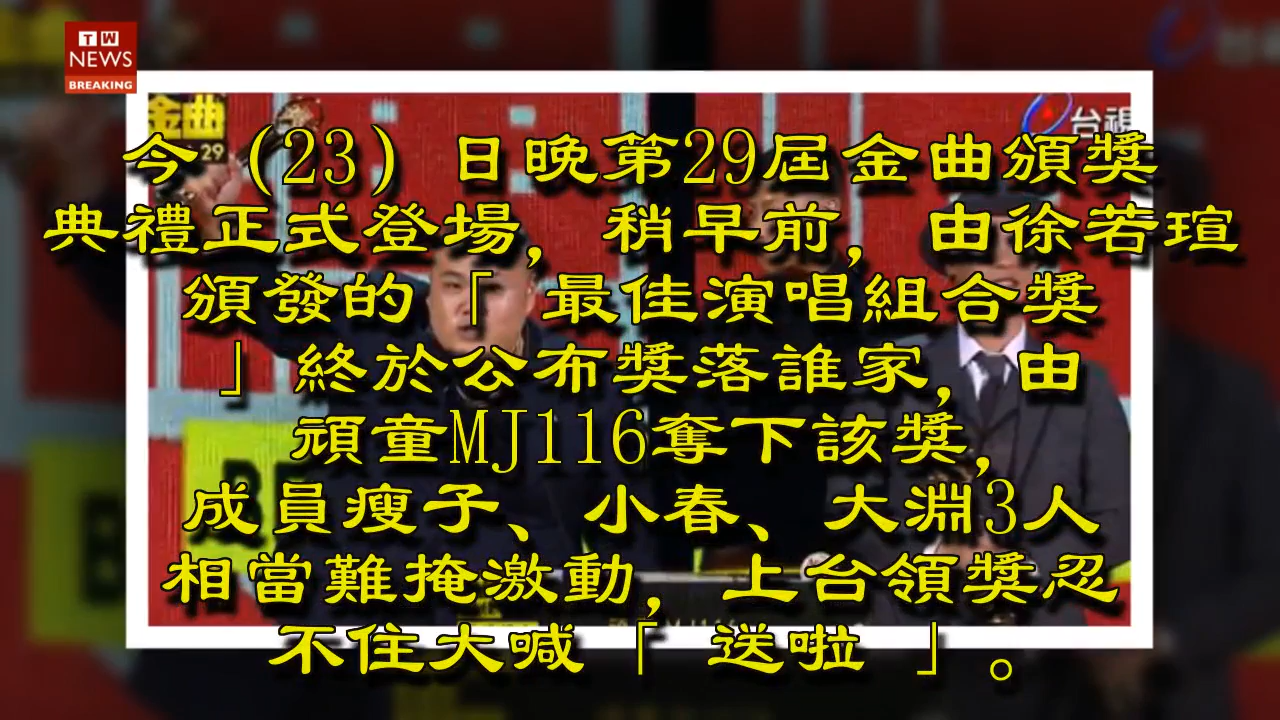 TW
NEWS
BREAKING
金曲
29
台視
今（23）日晚第29屆金曲頒獎
典禮正式登場，稍早前，由徐若瑄
頒發的「最佳演唱組合獎
」終於公布獎落誰家，由
頑童MJ116奪下該獎，
成員瘦子、小春、大淵3人
相當難掩激動，上台領獎忍
不住大喊「 送啦 」。